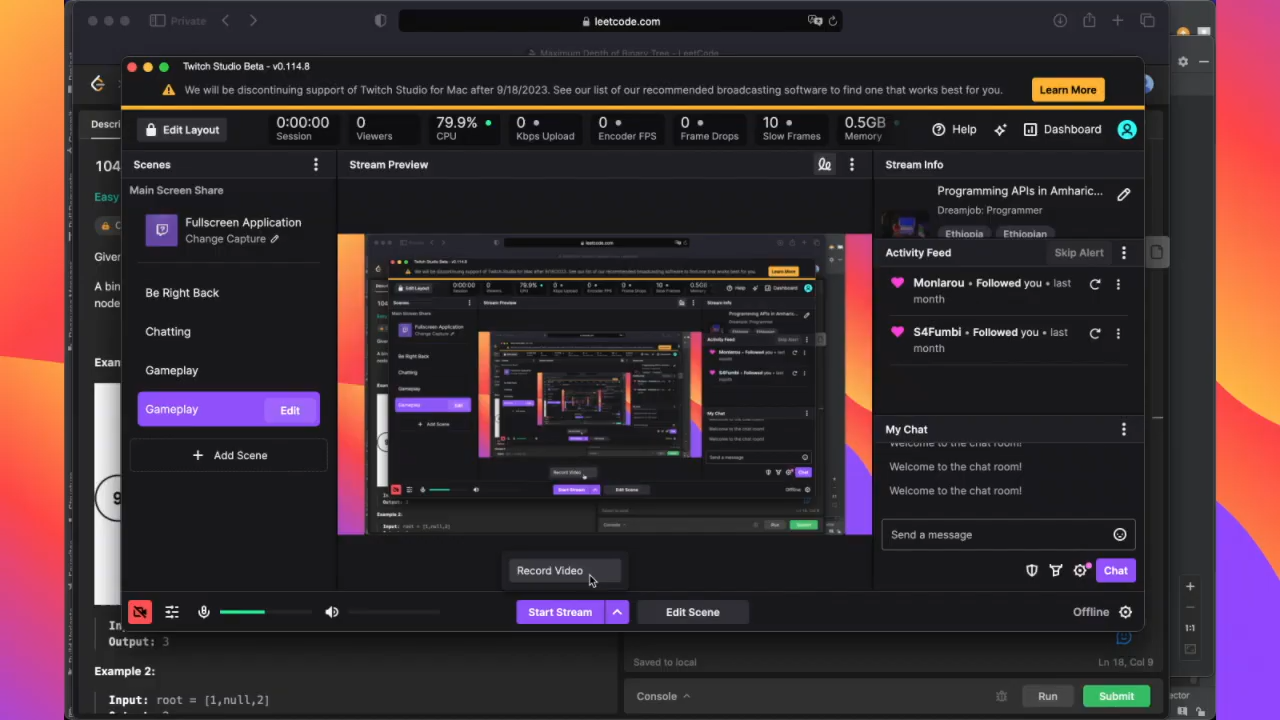 Private
leetcode.com
Maximum Depth of Binary Tree - LeetCode
Twitch Studio Beta - v0.114.8
We will be discontinuing support of Twitch Studio for Mac after 9/18/2023. See our list of our recommended broadcasting software to find one that works best for you.
Learn More
Edit Layout
0:00:00
Session
0
Viewers
79.9%
CPU
0
Kbps Upload
0
Encoder FPS
0
Frame Drops
10
Slow Frames
0.5GB
Memory
Help
Dashboard
Descri
104
Easy
Scenes
Main Screen Share
Fullscreen Application
Change Capture
Be Right Back
Chatting
Gameplay
Gameplay
Edit
+ Add Scene
Stream Preview
Record Video
Start Stream
Edit Scene
Stream Info
Programming APIs in Amharic...
Dreamjob: Programmer
Ethiopia
Ethiopian
Activity Feed
Skip Alert
Monlarou • Followed you • last
month
S4Fumbi • Followed you • last
month
My Chat
Welcome to the chat room!
Welcome to the chat room!
Welcome to the chat room!
Send a message
Chat
Offline
Give
A bin
node
Exam
In
Output: 3
Example 2:
Input: root = [1,null,2]
Saved to local
Ln 18, Col 9
Console
Run
Submit
1:1
ector